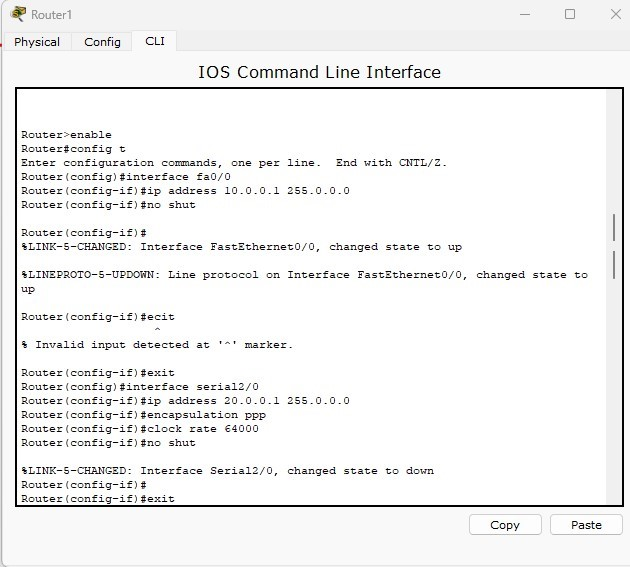 Router1
Physical Config CLI
IOS Command Line Interface
Router>enable
Router#config t
Enter configuration commands, one per line.  End with CNTL/Z.
Router(config)#interface fa0/0
Router(config-if)#ip address 10.0.0.1 255.0.0.0
Router(config-if)#no shut
Router(config-if)#
%LINK-5-CHANGED: Interface FastEthernet0/0, changed state to up
%LINEPROTO-5-UPDOWN: Line protocol on Interface FastEthernet0/0, changed state to
up
Router(config-if)#ecit
^
% Invalid input detected at '^' marker.
Router(config-if)#exit
Router(config)#interface serial2/0
Router(config-if)#ip address 20.0.0.1 255.0.0.0
Router(config-if)#encapsulation ppp
Router(config-if)#clock rate 64000
Router(config-if)#no shut
%LINK-5-CHANGED: Interface Serial2/0, changed state to down
Router(config-if)#
Router(config-if)#exit
Copy Paste